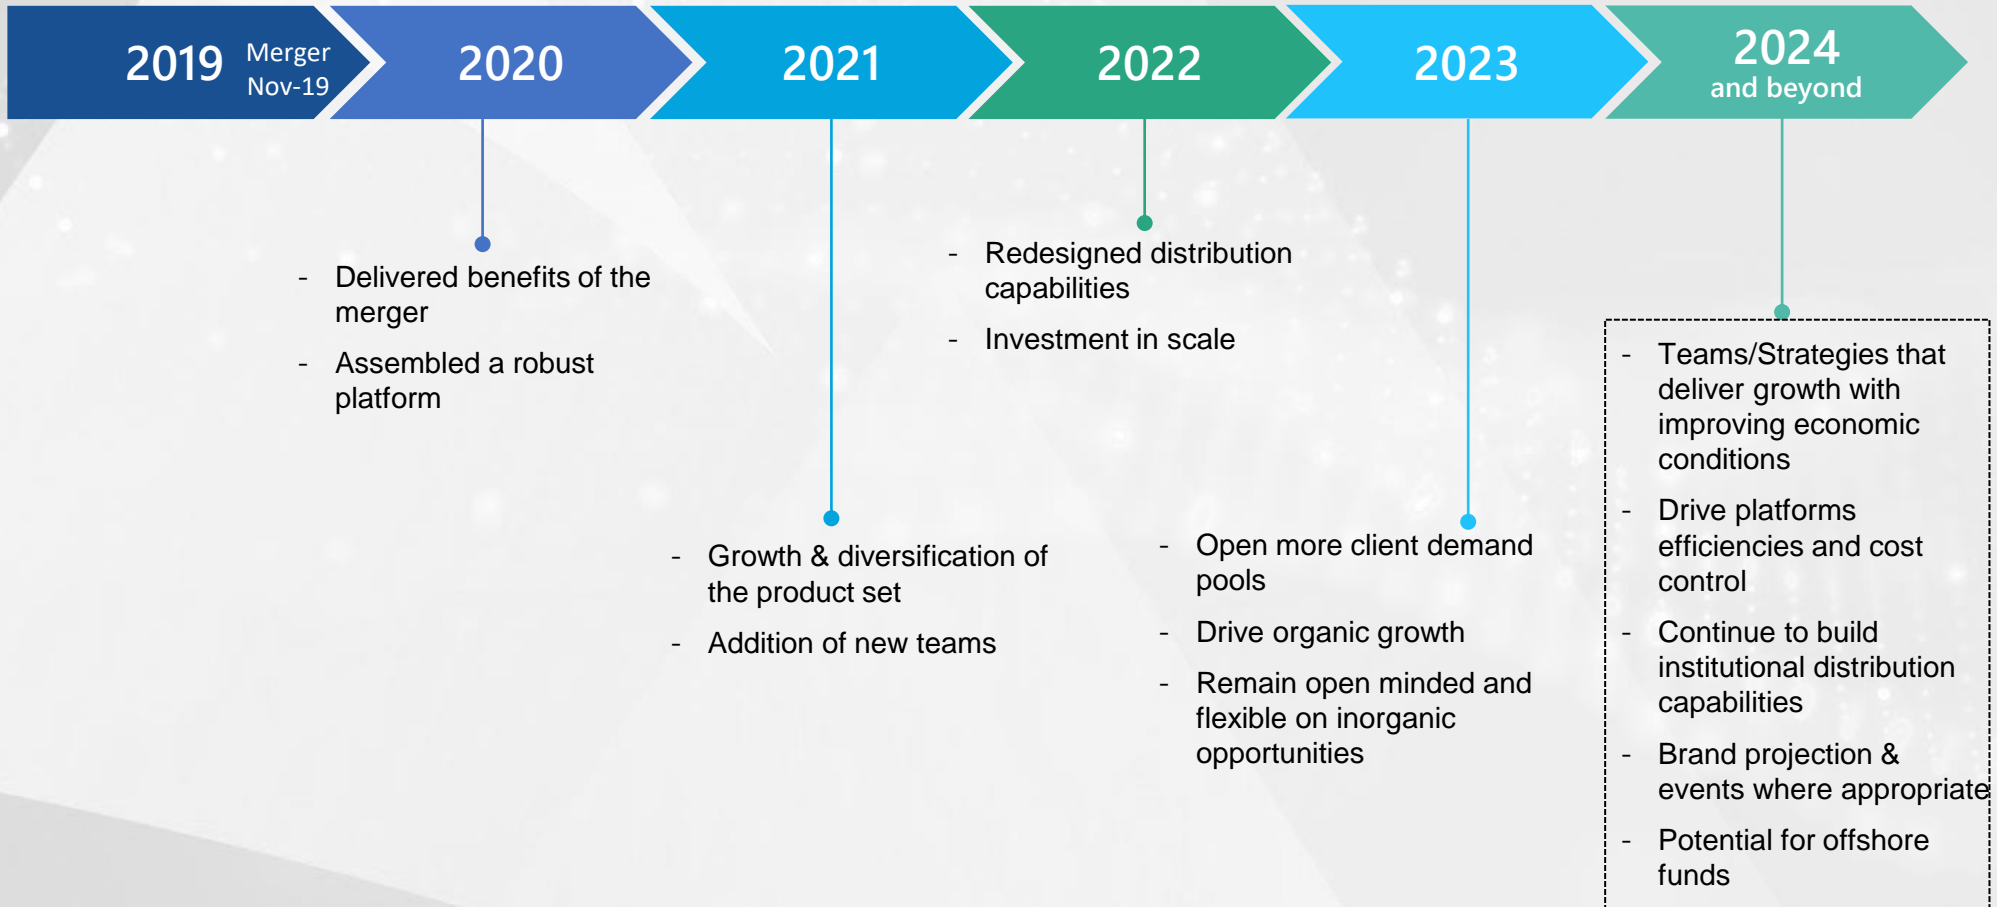 2019
Merger
Nov-19
2020
2021
2022
2023
2024
and beyond
- Delivered benefits of the
merger
- Assembled a robust
platform
- Growth & diversification of
the product set
- Addition of new teams
- Redesigned distribution
capabilities
- Investment in scale
- Open more client demand
pools
- Drive organic growth
- Remain open minded and
flexible on inorganic
opportunities
- Teams/Strategies that
deliver growth with
improving economic
conditions
- Drive platforms
efficiencies and cost
control
- Continue to build
institutional distribution
capabilities
- Brand projection &
events where appropriate
- Potential for offshore
funds